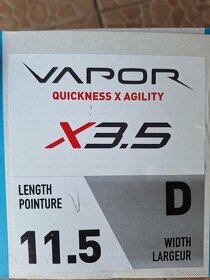 VAPOR
QUICKNESS X AGILITY
X3.5
LENGTH
POINTURE
11.5
D
WIDTH
LARGEUR